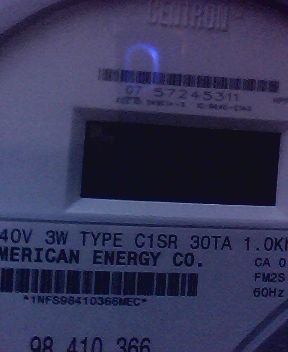 CENTRON
07 57245311
40V 3W TYPE C1SR 30TA 1.0K
MERICAN ENERGY CO.
CA 0
FM2S
60Hz
*1NFS98410366MEC*
98 410 366